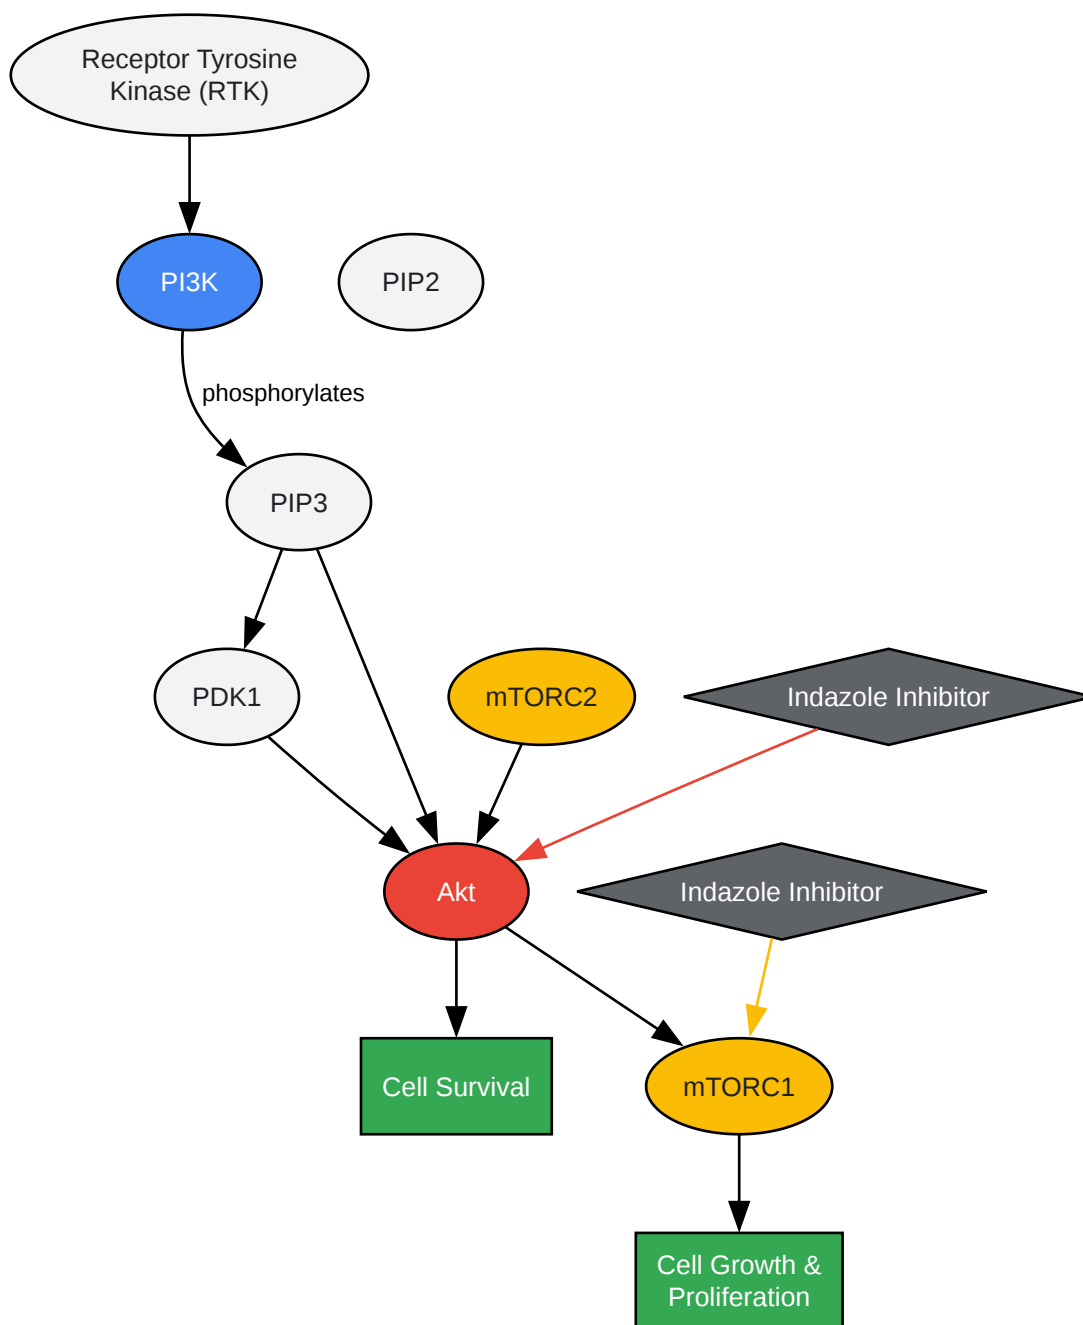 Receptor Tyrosine
Kinase (RTK)
PI3K
PIP2
phosphorylates
PIP3
PDK1
mTORC2
Indazole Inhibitor
Akt
Indazole Inhibitor
Cell Survival
mTORC1
Cell Growth &
Proliferation